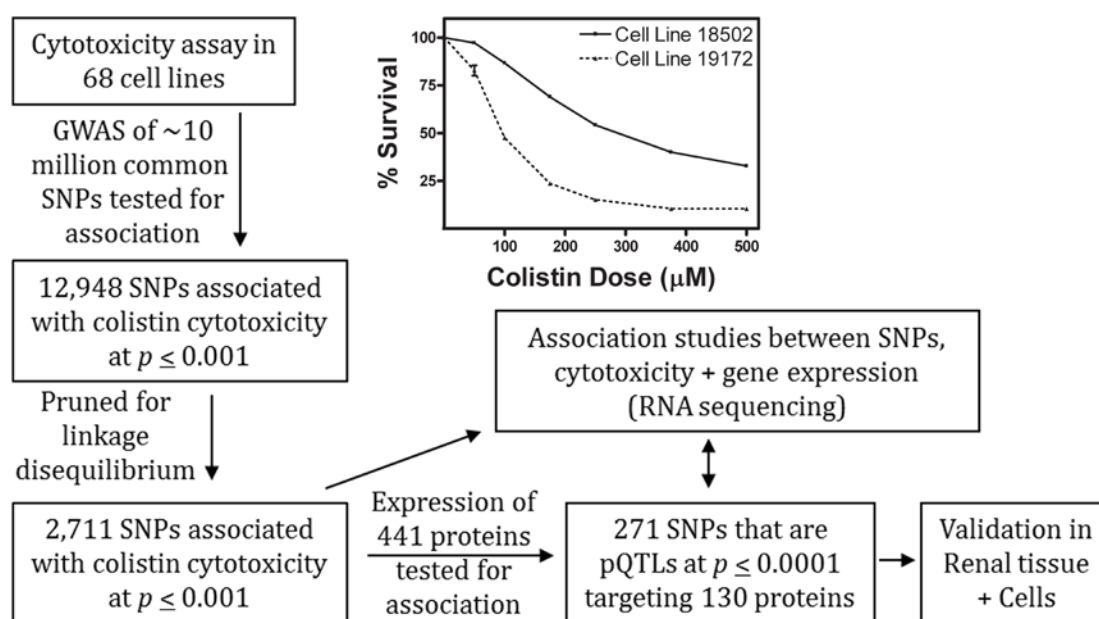 Cytotoxicity assay in
68 cell lines
GWAS of ~10
million common
SNPs tested for
association
12,948 SNPs associated
with colistin cytotoxicity
at p ≤ 0.001
Pruned for
linkage
disequilibrium
2,711 SNPs associated
with colistin cytotoxicity
at p ≤ 0.001
% Survival
100
75
50
25
Cell Line 18502
Cell Line 19172
100 200 300 400 500
Colistin Dose (μM)
Association studies between SNPs,
cytotoxicity + gene expression
(RNA sequencing)
Expression of
441 proteins
tested for
association
271 SNPs that are
pQTLs at p ≤ 0.0001
targeting 130 proteins
Validation in
Renal tissue
+ Cells